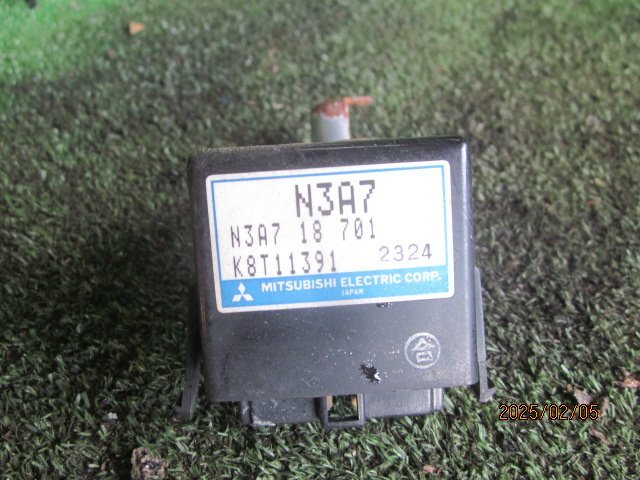 N3A7
N3A7 18 701
K8T11391 2324
MITSUBISHI ELECTRIC CORP.
JAPAN
合
2025/02/05